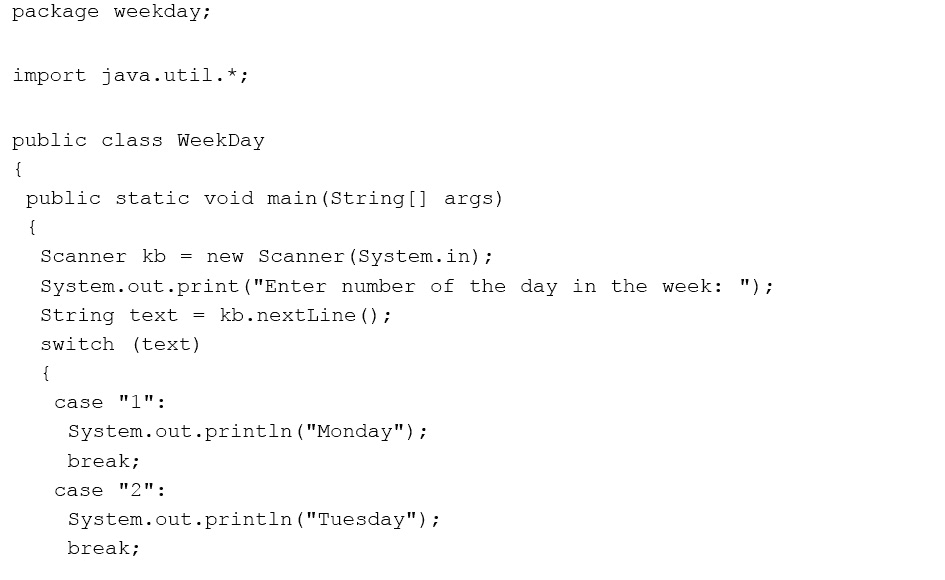 package weekday;
import java.util.*;
public class WeekDay
{
public static void main(String[] args)
{
Scanner kb = new Scanner(System.in);
System.out.print("Enter number of the day in the week: ");
String text = kb.nextLine();
switch (text)
{
case "1":
System.out.println("Monday");
break;
case "2":
System.out.println("Tuesday");
break;